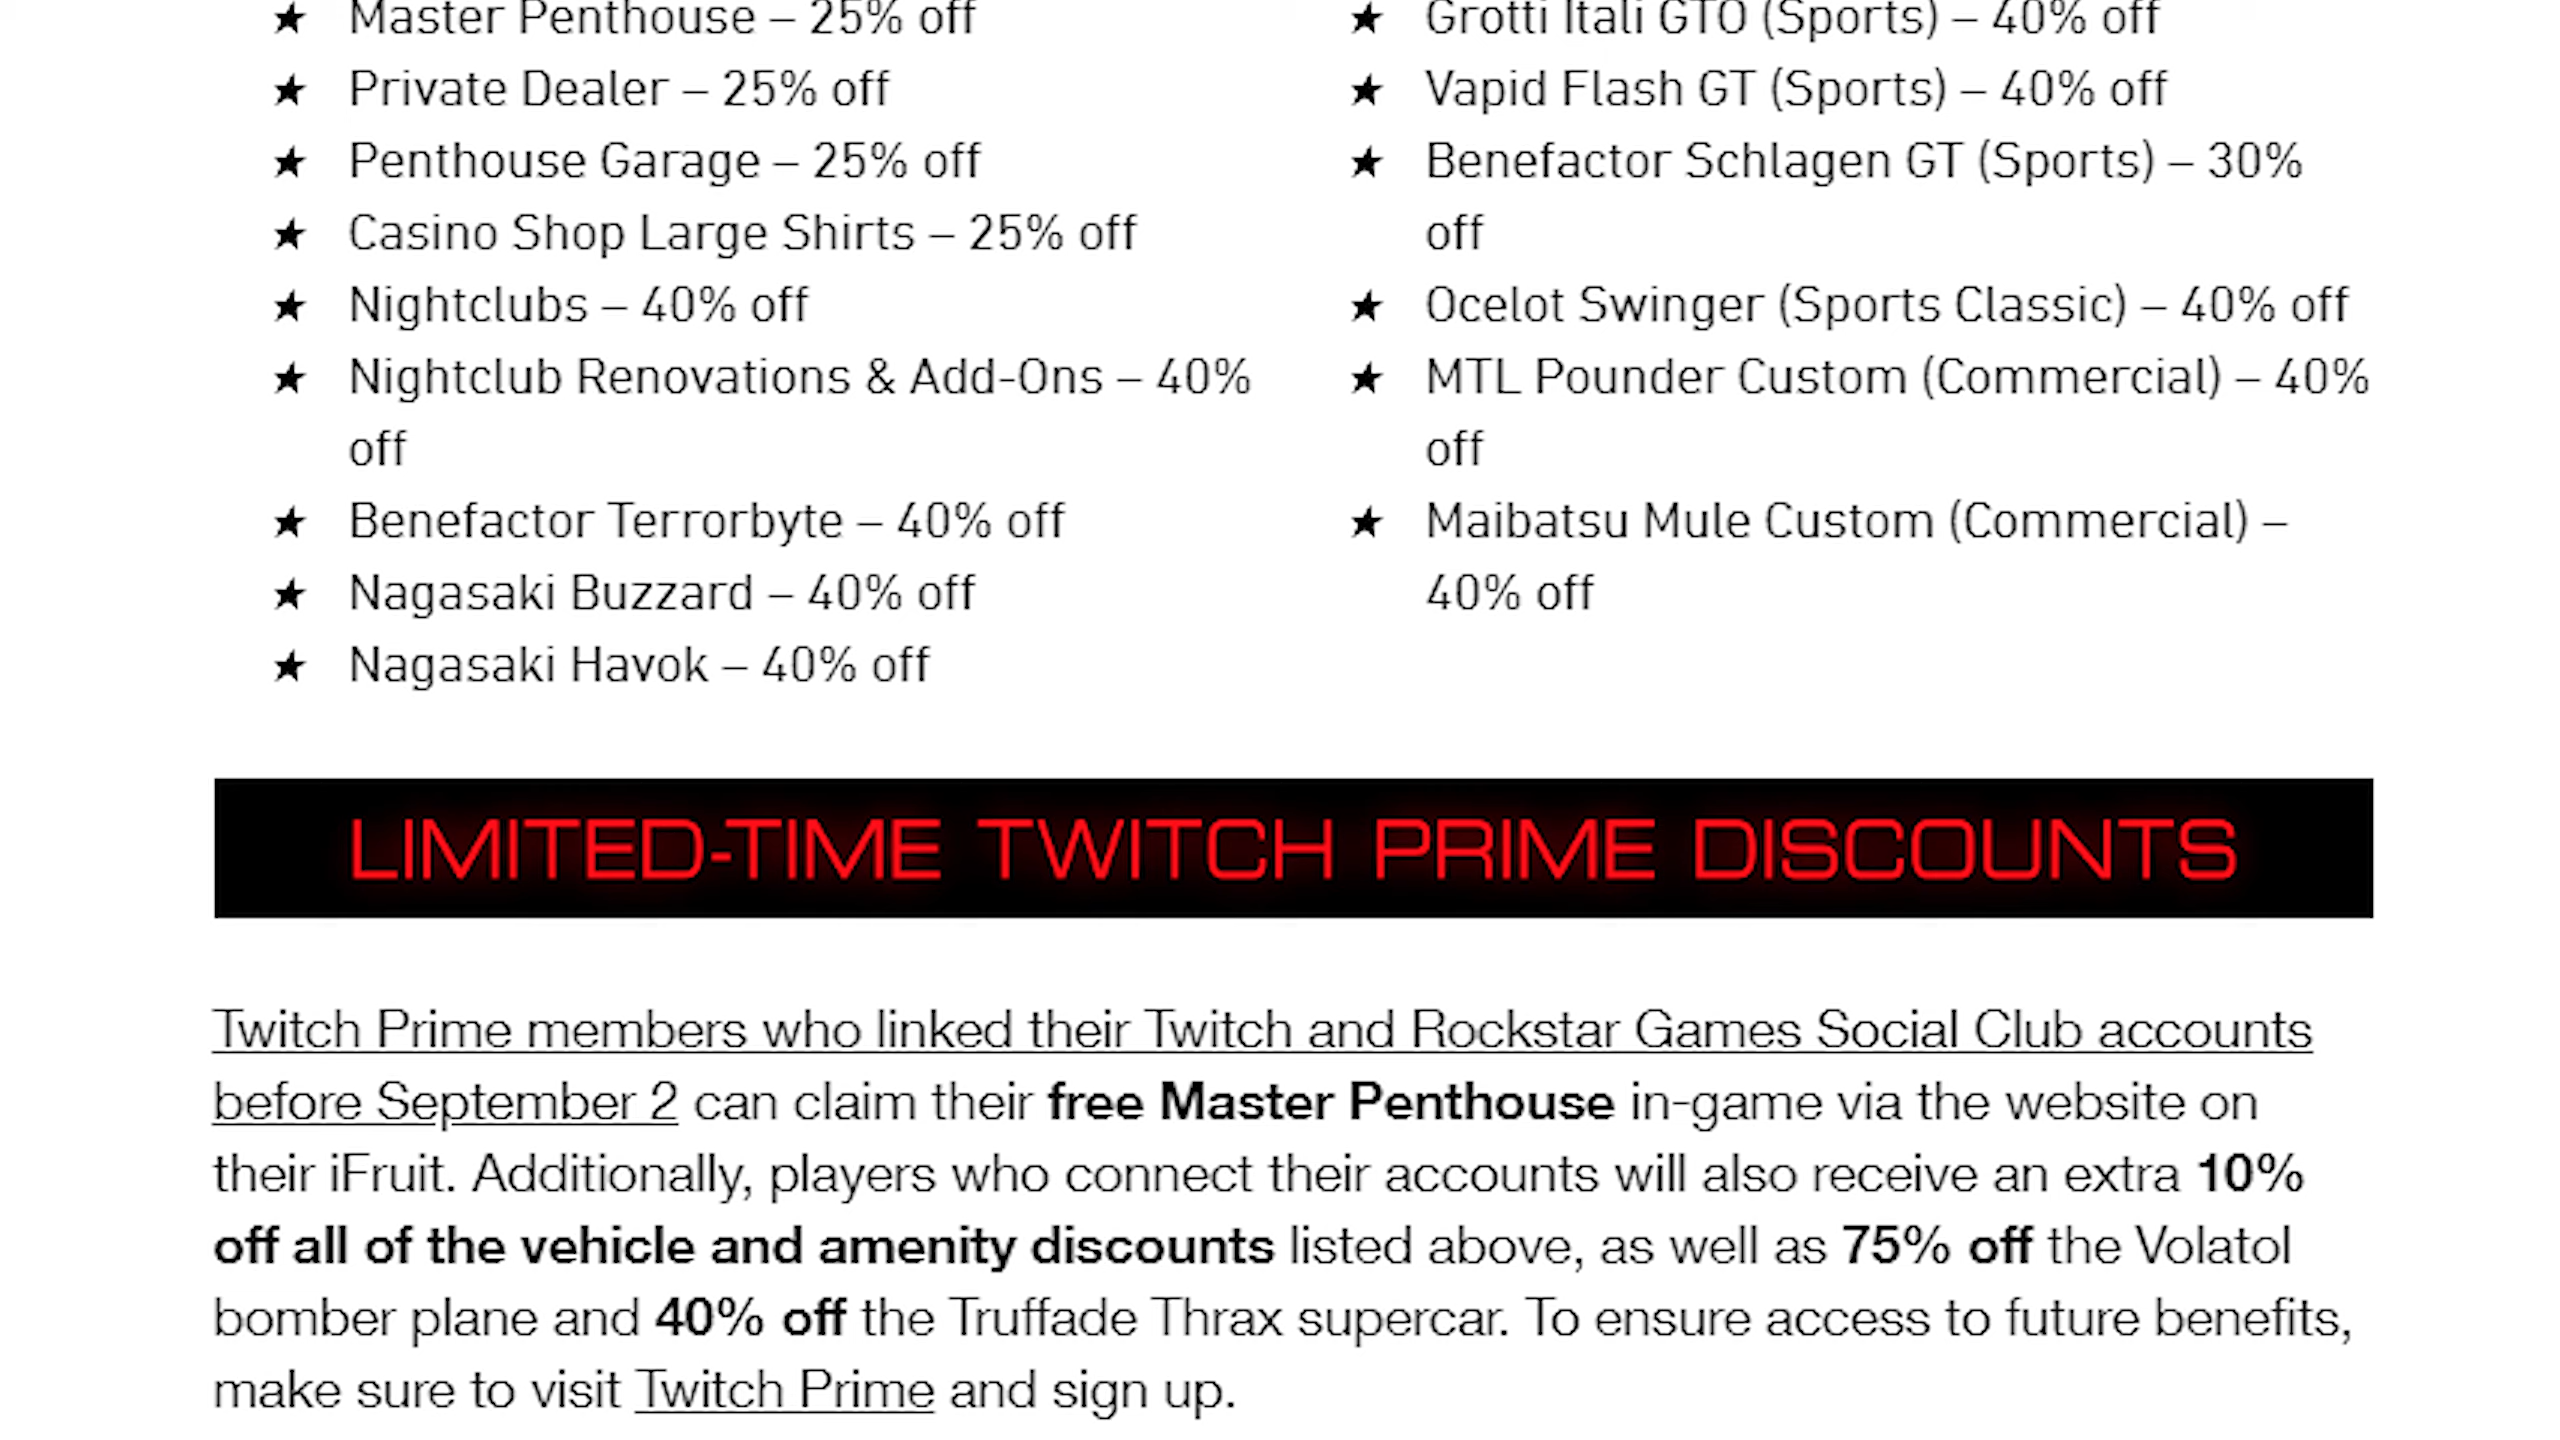 ★ Master Penthouse – 25% off
★ Private Dealer – 25% off
★ Penthouse Garage – 25% off
★ Casino Shop Large Shirts – 25% off
★ Nightclubs – 40% off
★ Nightclub Renovations & Add-Ons – 40%
off
★ Benefactor Terrorbyte – 40% off
★ Nagasaki Buzzard – 40% off
★ Nagasaki Havok – 40% off
★ Grotti Itali GTO (Sports) – 40% off
★ Vapid Flash GT (Sports) – 40% off
★ Benefactor Schlagen GT (Sports) – 30%
off
★ Ocelot Swinger (Sports Classic) – 40% off
★ MTL Pounder Custom (Commercial) – 40%
off
★ Maibatsu Mule Custom (Commercial) –
40% off
LIMITED-TIME TWITCH PRIME DISCOUNTS
Twitch Prime members who linked their Twitch and Rockstar Games Social Club accounts
before September 2 can claim their free Master Penthouse in-game via the website on
their iFruit. Additionally, players who connect their accounts will also receive an extra 10%
off all of the vehicle and amenity discounts listed above, as well as 75% off the Volatol
bomber plane and 40% off the Truffade Thrax supercar. To ensure access to future benefits,
make sure to visit Twitch Prime and sign up.